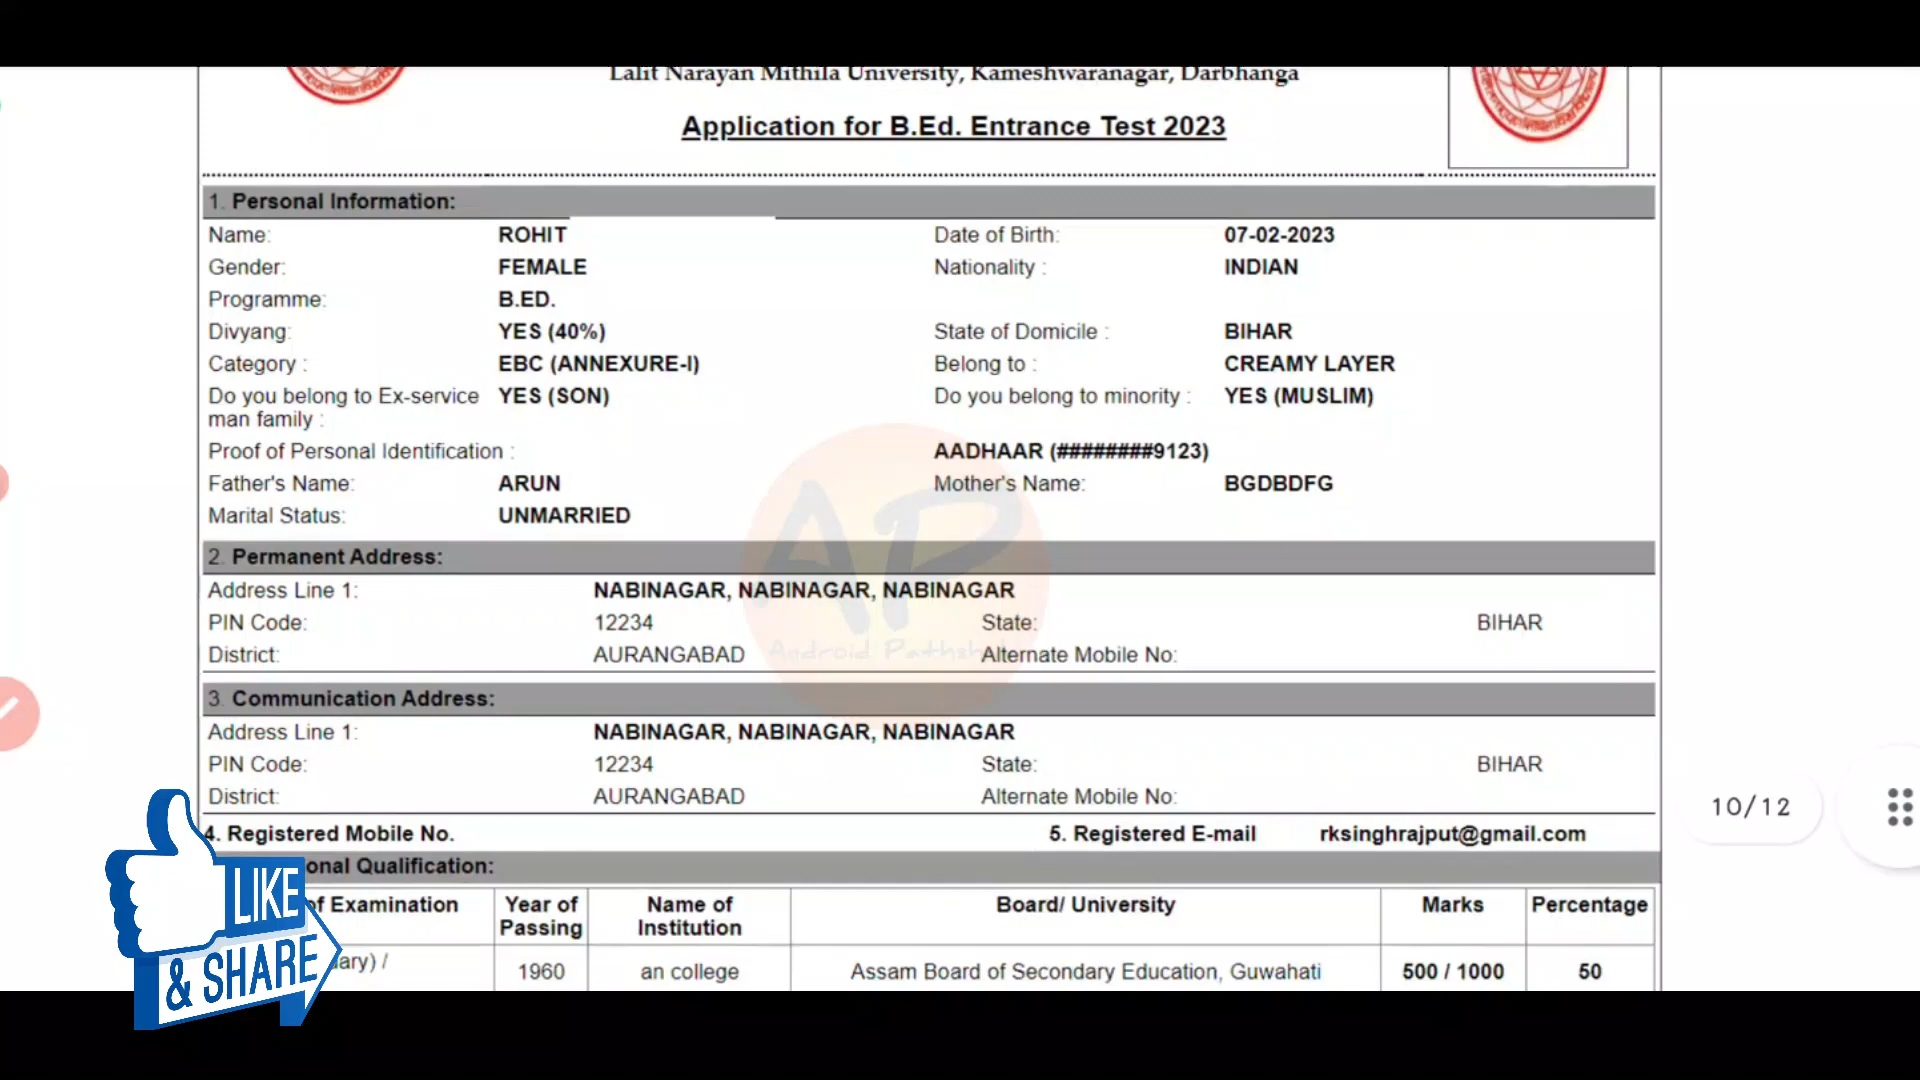 Lalit Narayan Mithila University, Kameshwaranagar, Darbhanga
Application for B.Ed. Entrance Test 2023
1. Personal Information:
Name: ROHIT Date of Birth: 07-02-2023
Gender: FEMALE Nationality : INDIAN
Programme: B.ED.
Divyang: YES (40%) State of Domicile : BIHAR
Category : EBC (ANNEXURE-I) Belong to : CREAMY LAYER
Do you belong to Ex-service YES (SON) Do you belong to minority : YES (MUSLIM)
man family :
Proof of Personal Identification : AADHAAR (########9123)
Father's Name: ARUN Mother's Name: BGDBDFG
Marital Status: UNMARRIED
AP
2. Permanent Address:
Address Line 1: NABINAGAR, NABINAGAR, NABINAGAR
PIN Code: 12234 State: BIHAR
District: AURANGABAD Alternate Mobile No:
Android
3. Communication Address:
Address Line 1: NABINAGAR, NABINAGAR, NABINAGAR
PIN Code: 12234 State: BIHAR
District: AURANGABAD Alternate Mobile No:
10/12
4. Registered Mobile No. 5. Registered E-mail rksinghrajput@gmail.com
onal Qualification:
of Examination Year of Passing Name of Institution Board/ University Marks Percentage
ary) / 1960 an college Assam Board of Secondary Education, Guwahati 500 / 1000 50
LIKE
& SHARE